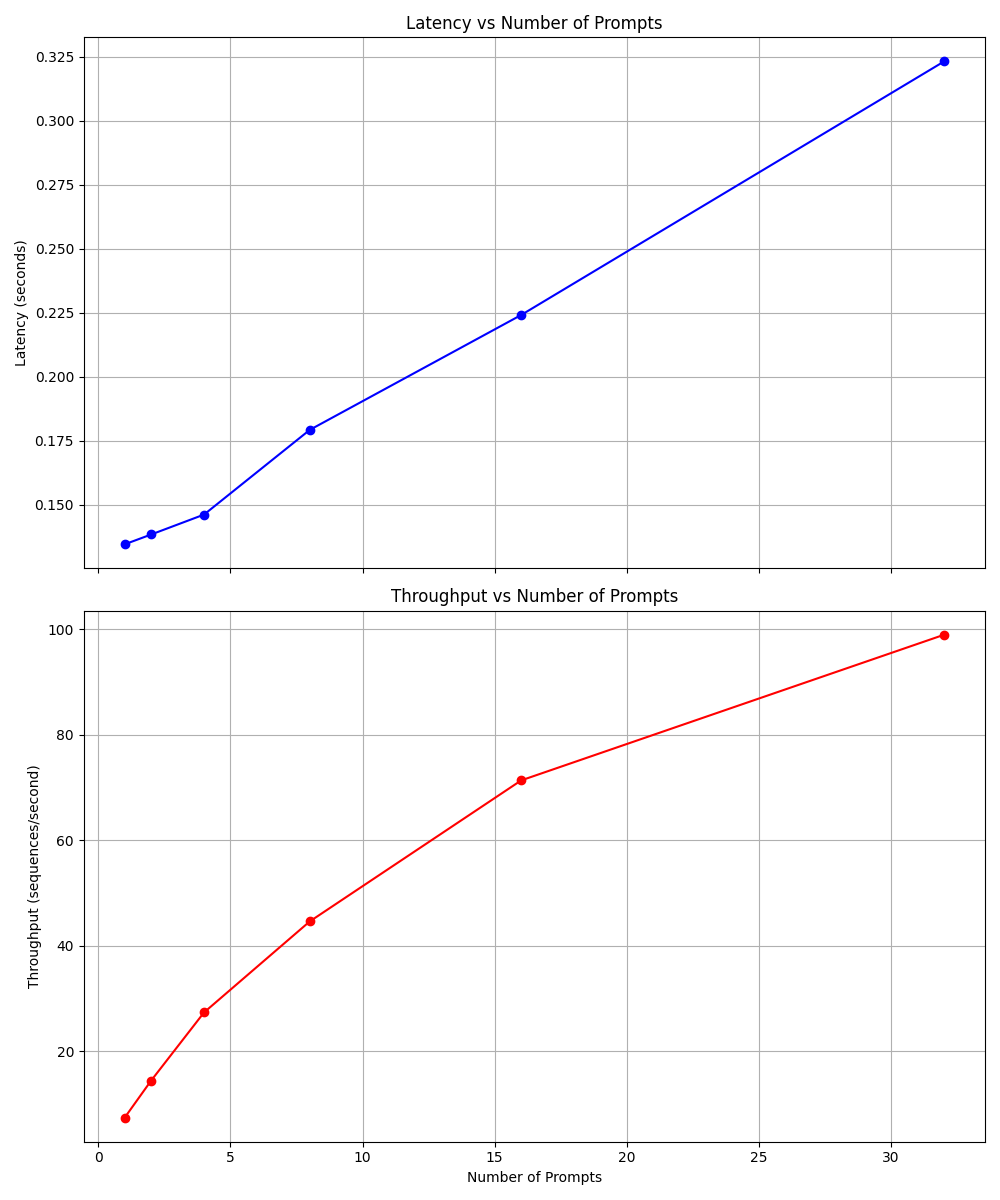 Latency vs Number of Prompts
0.325
0.300
0.275
0.250
0.225
0.200
0.175
0.150
Latency (seconds)
Throughput vs Number of Prompts
100
80
60
40
20
Throughput (sequences/second)
0 5 10 15 20 25 30
Number of Prompts